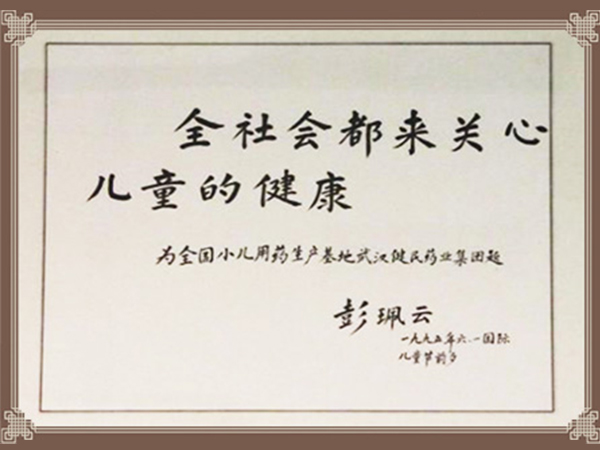 全社会都来关心
儿童的健康
为全国小儿用药生产基地武汉健民药业集团题
彭珮云
一九九五年六.一国际
儿童节前夕